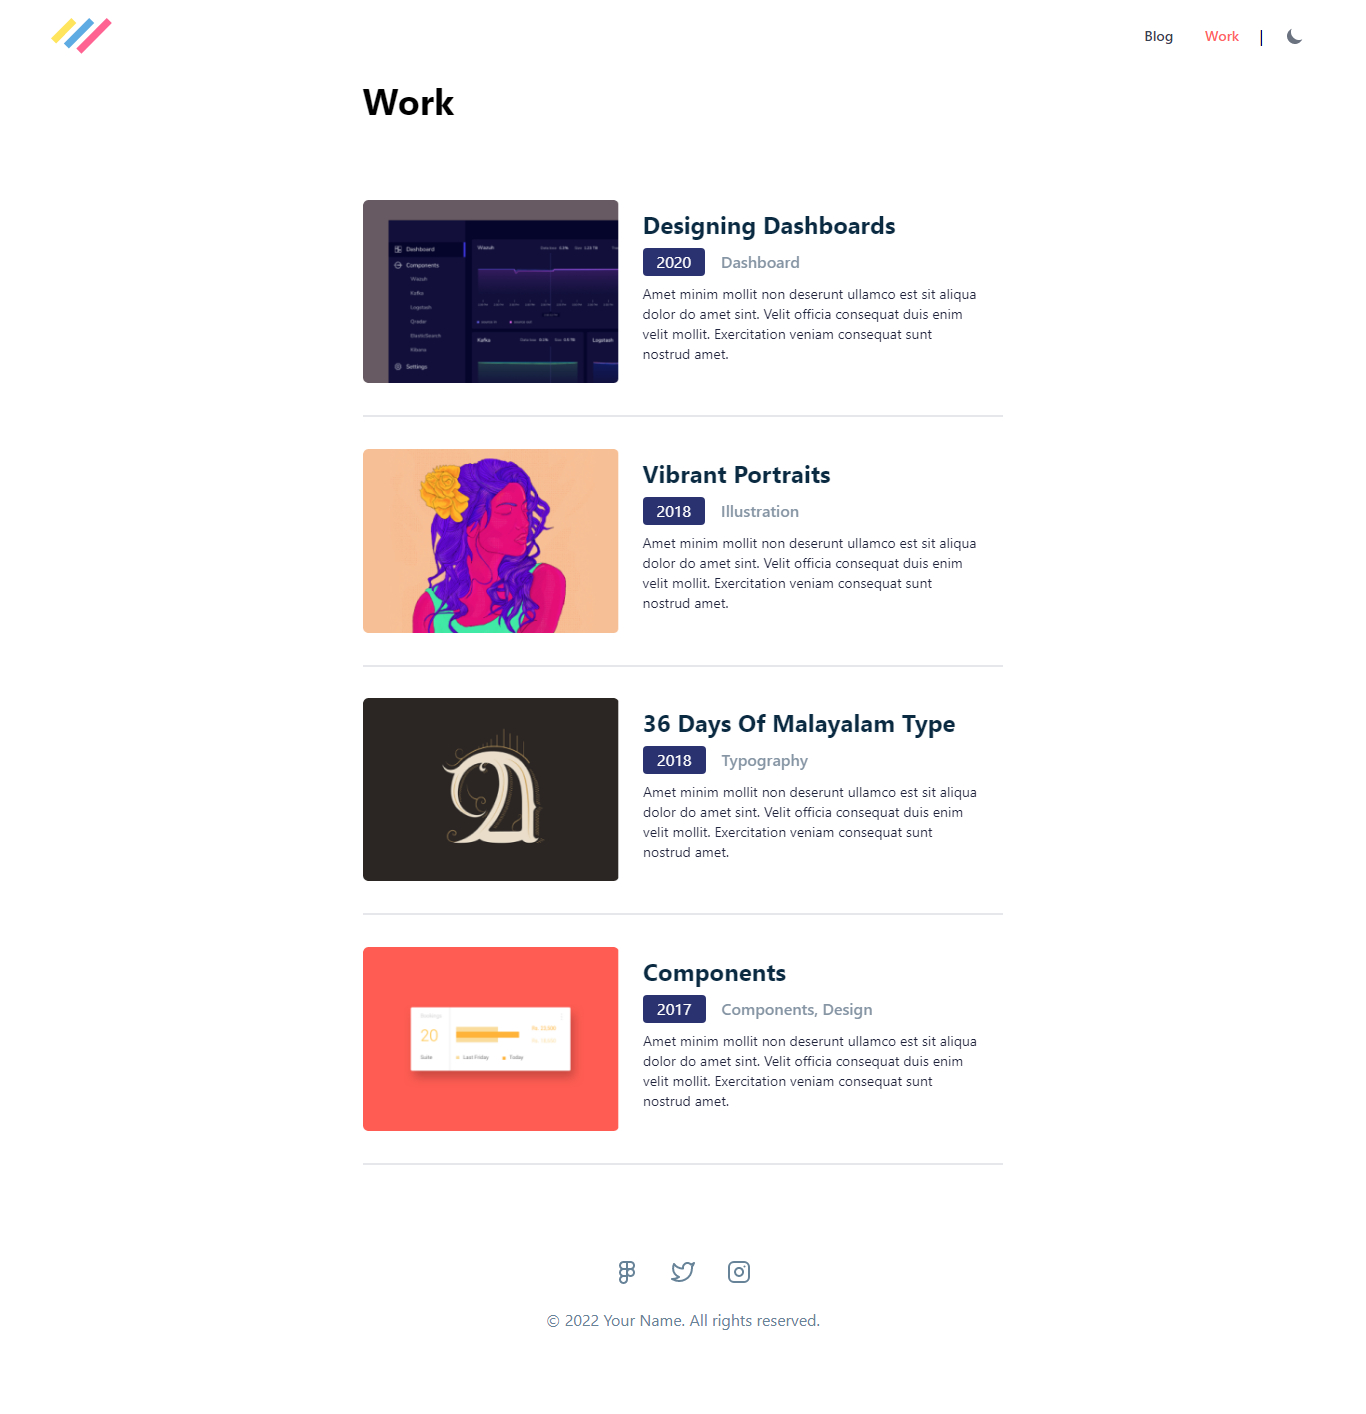 Blog Work |
Work
Dashboard
Components
Wazuh
Kafka
Logstash
Qradar
ElasticSearch
Kibana
Settings
Wazuh
Kafka
Logstash
Designing Dashboards
2020 Dashboard
Amet minim mollit non deserunt ullamco est sit aliqua
dolor do amet sint. Velit officia consequat duis enim
velit mollit. Exercitation veniam consequat sunt
nostrud amet.
Vibrant Portraits
2018 Illustration
Amet minim mollit non deserunt ullamco est sit aliqua
dolor do amet sint. Velit officia consequat duis enim
velit mollit. Exercitation veniam consequat sunt
nostrud amet.
36 Days Of Malayalam Type
2018 Typography
Amet minim mollit non deserunt ullamco est sit aliqua
dolor do amet sint. Velit officia consequat duis enim
velit mollit. Exercitation veniam consequat sunt
nostrud amet.
Bookings
20
Suite
Last Friday Today
Components
2017 Components, Design
Amet minim mollit non deserunt ullamco est sit aliqua
dolor do amet sint. Velit officia consequat duis enim
velit mollit. Exercitation veniam consequat sunt
nostrud amet.
© 2022 Your Name. All rights reserved.